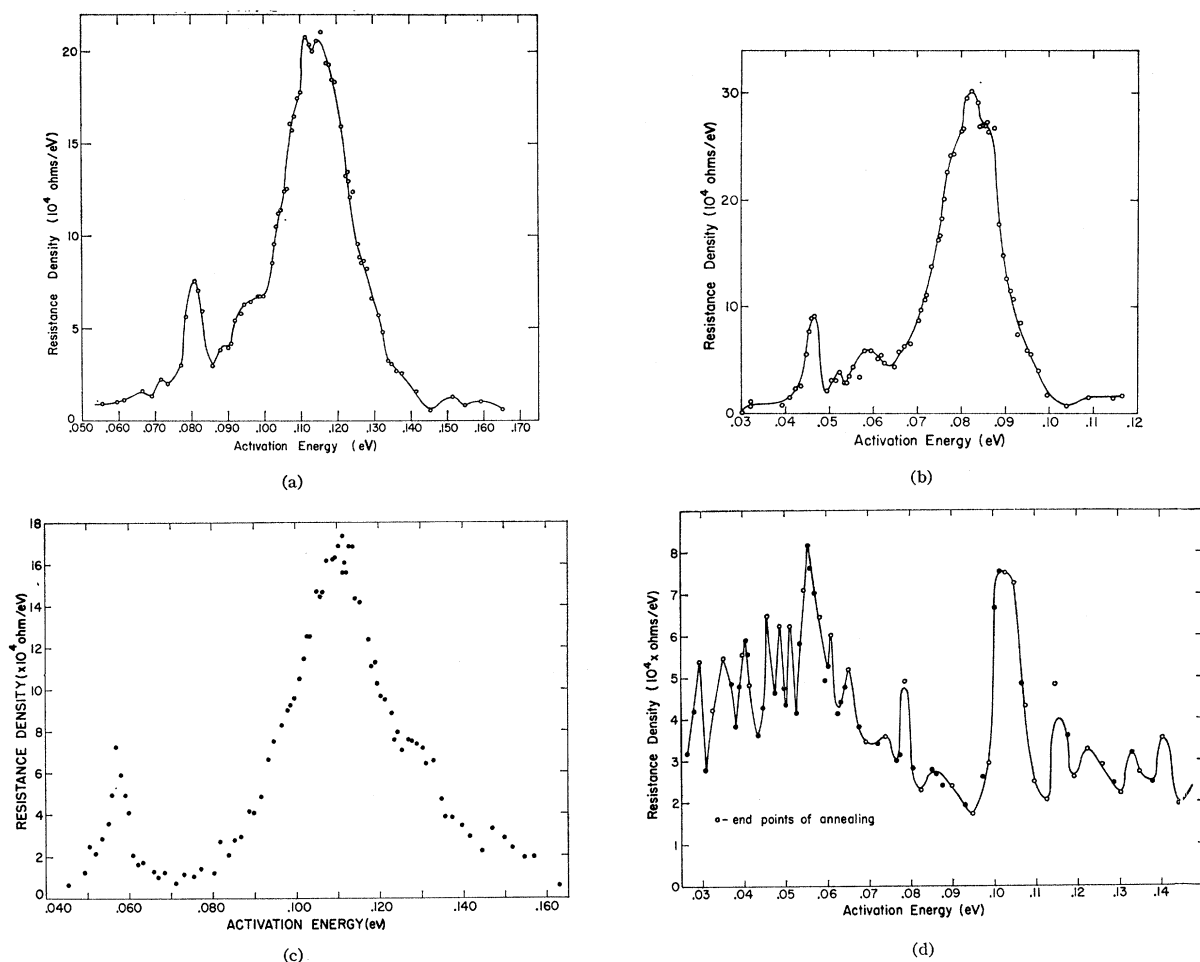 20
15
10
5
0
Resistance Density (10⁴ ohms/eV)
.050 .060 .070 .080 .090 .100 .110 .120 .130 .140 .150 .160 .170
Activation Energy (eV)
(a)
30
20
10
0
Resistance Density (10⁴ ohms/eV)
.03 .04 .05 .06 .07 .08 .09 .10 .11 .12
Activation Energy (eV)
(b)
18
16
14
12
10
8
6
4
2
0
RESISTANCE DENSITY (x10⁴ ohm/eV)
.040 .060 .080 .100 .120 .140 .160
ACTIVATION ENERGY (eV)
(c)
8
7
6
5
4
3
2
1
0
Resistance Density (10⁴ x ohms/eV)
o- end points of annealing
.03 .04 .05 .06 .07 .08 .09 .10 .11 .12 .13 .14
Activation Energy (eV)
(d)